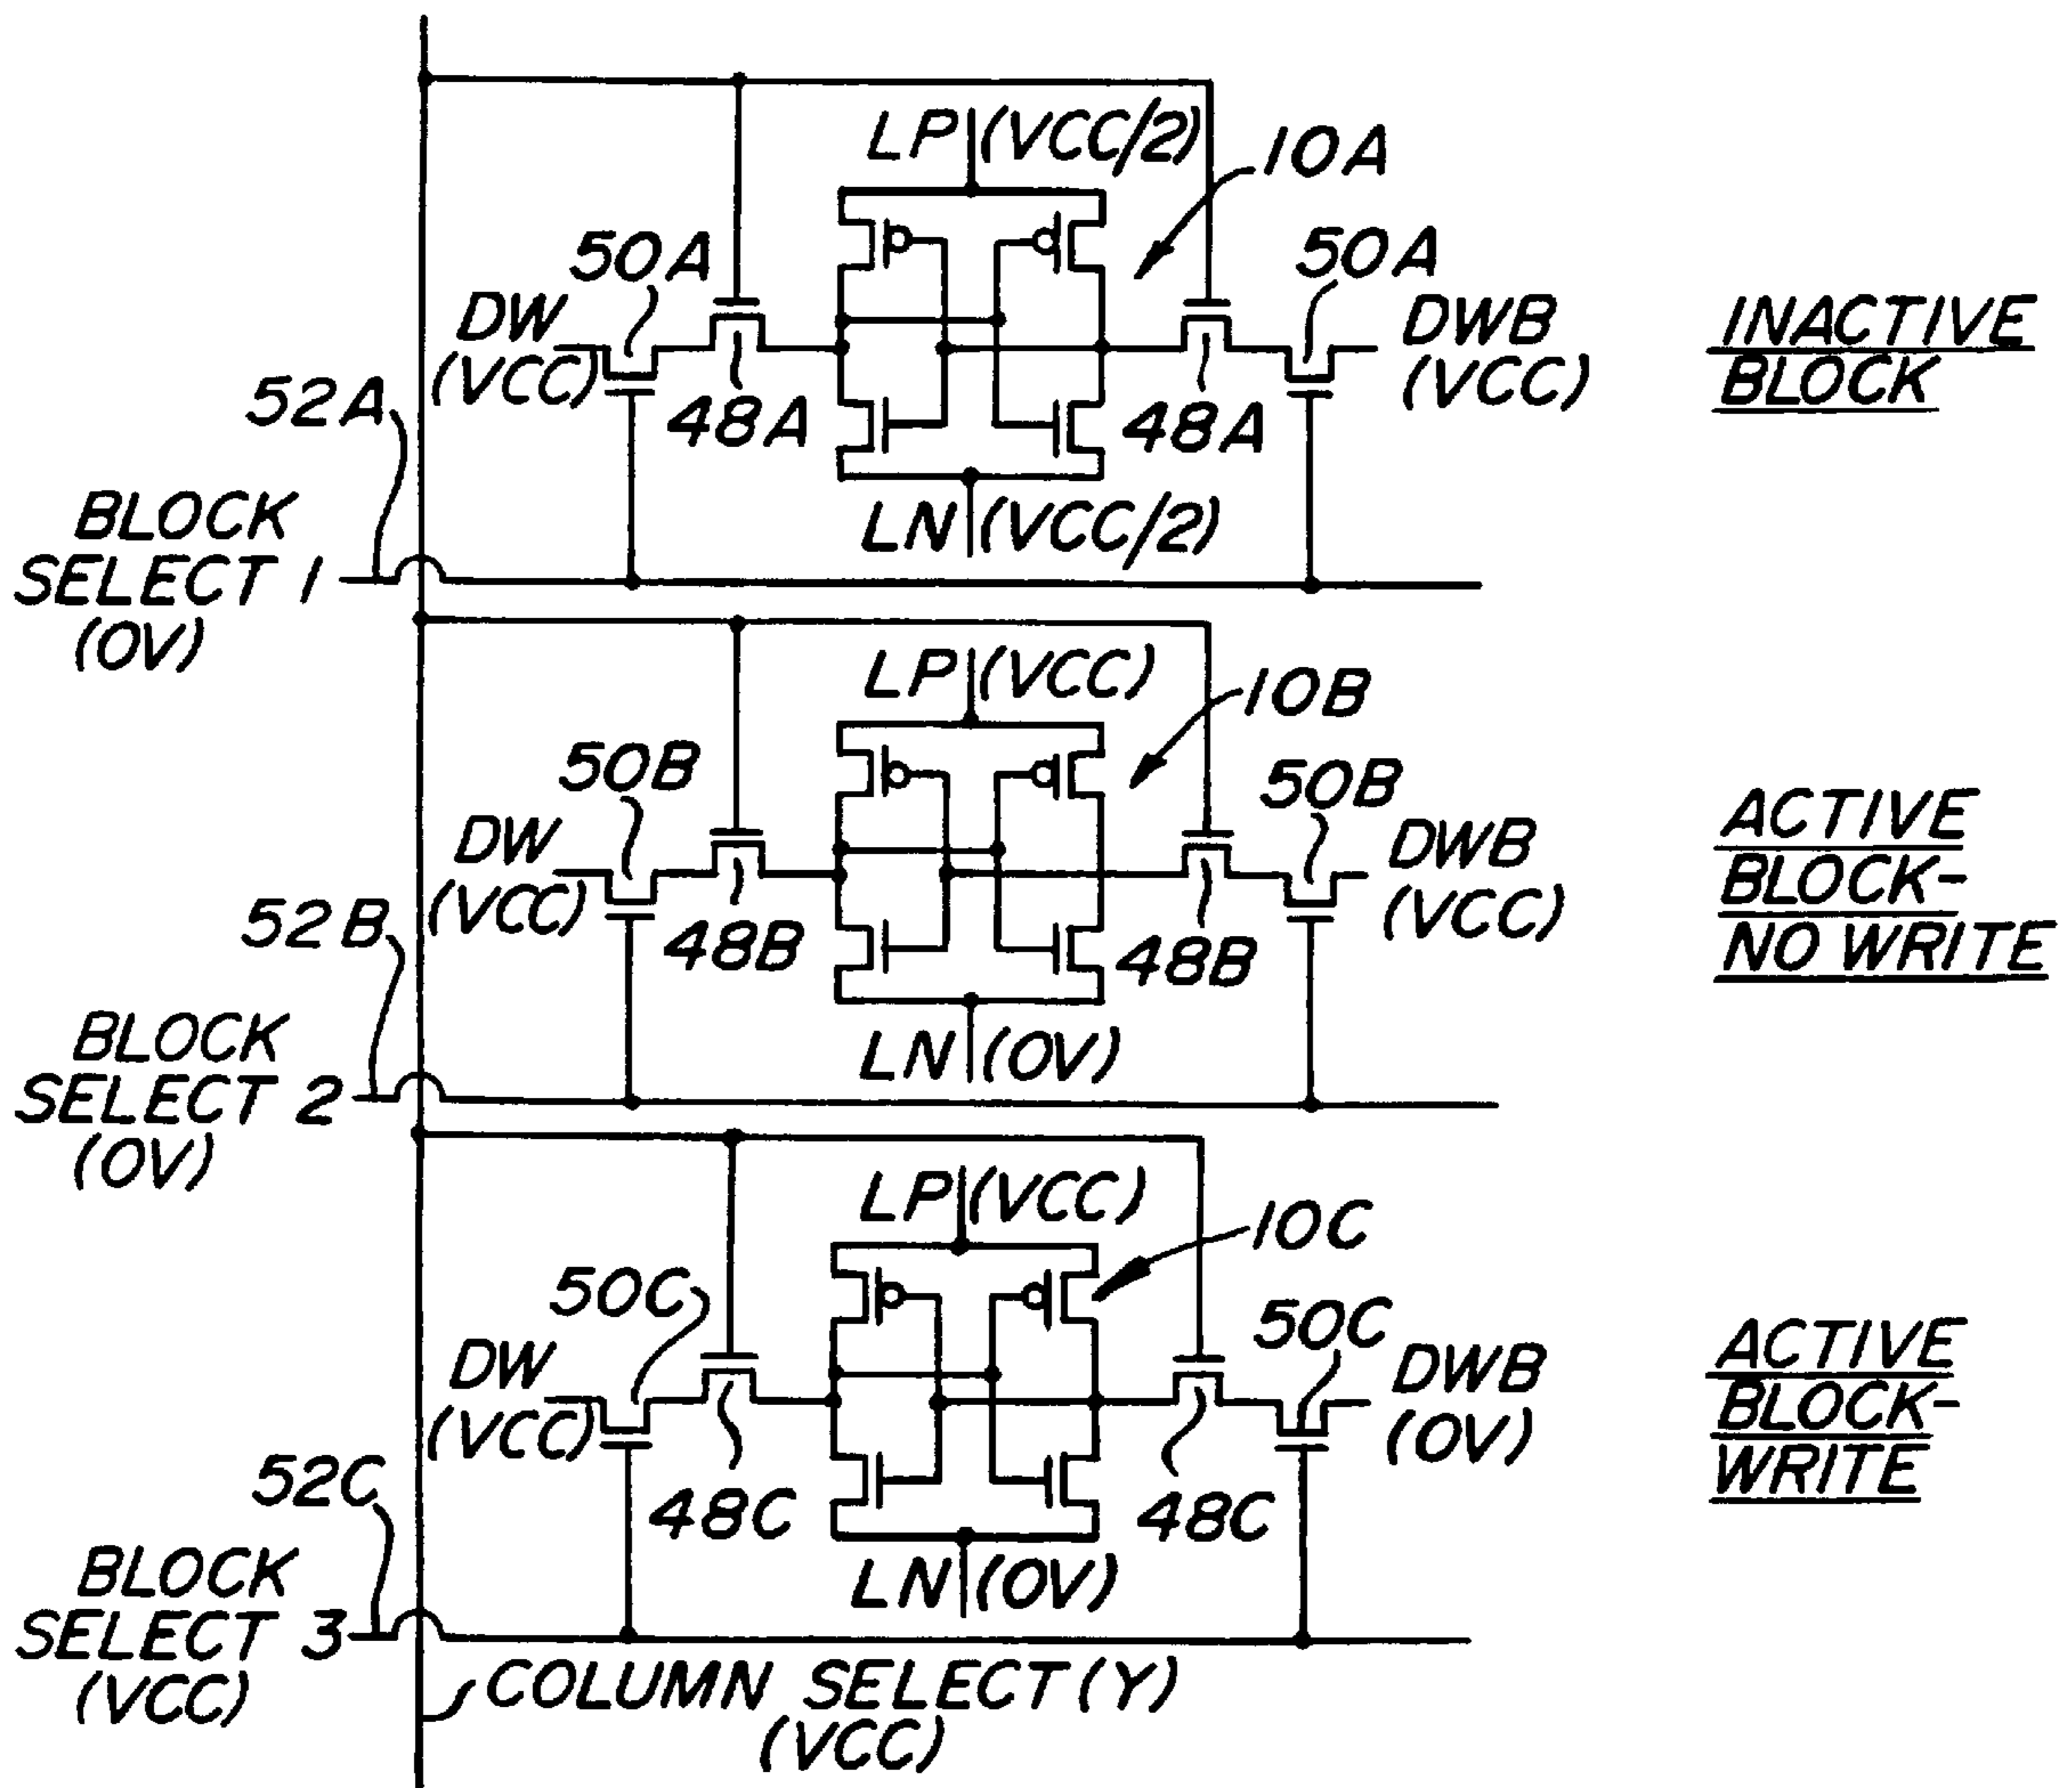 LP (VCC/2)
10A
50A
50A
DW
(VCC)
DWB
(VCC)
INACTIVE
BLOCK
52A
48A
48A
BLOCK
SELECT 1
(0V)
LN (VCC/2)
LP (VCC)
10B
50B
50B
DW
(VCC)
DWB
(VCC)
ACTIVE
BLOCK-
NO WRITE
52B
48B
48B
BLOCK
SELECT 2
(0V)
LN (0V)
LP (VCC)
10C
50C
50C
DW
(VCC)
DWB
(0V)
ACTIVE
BLOCK-
WRITE
52C
48C
48C
BLOCK
SELECT 3
(VCC)
LN (0V)
COLUMN SELECT (Y)
(VCC)